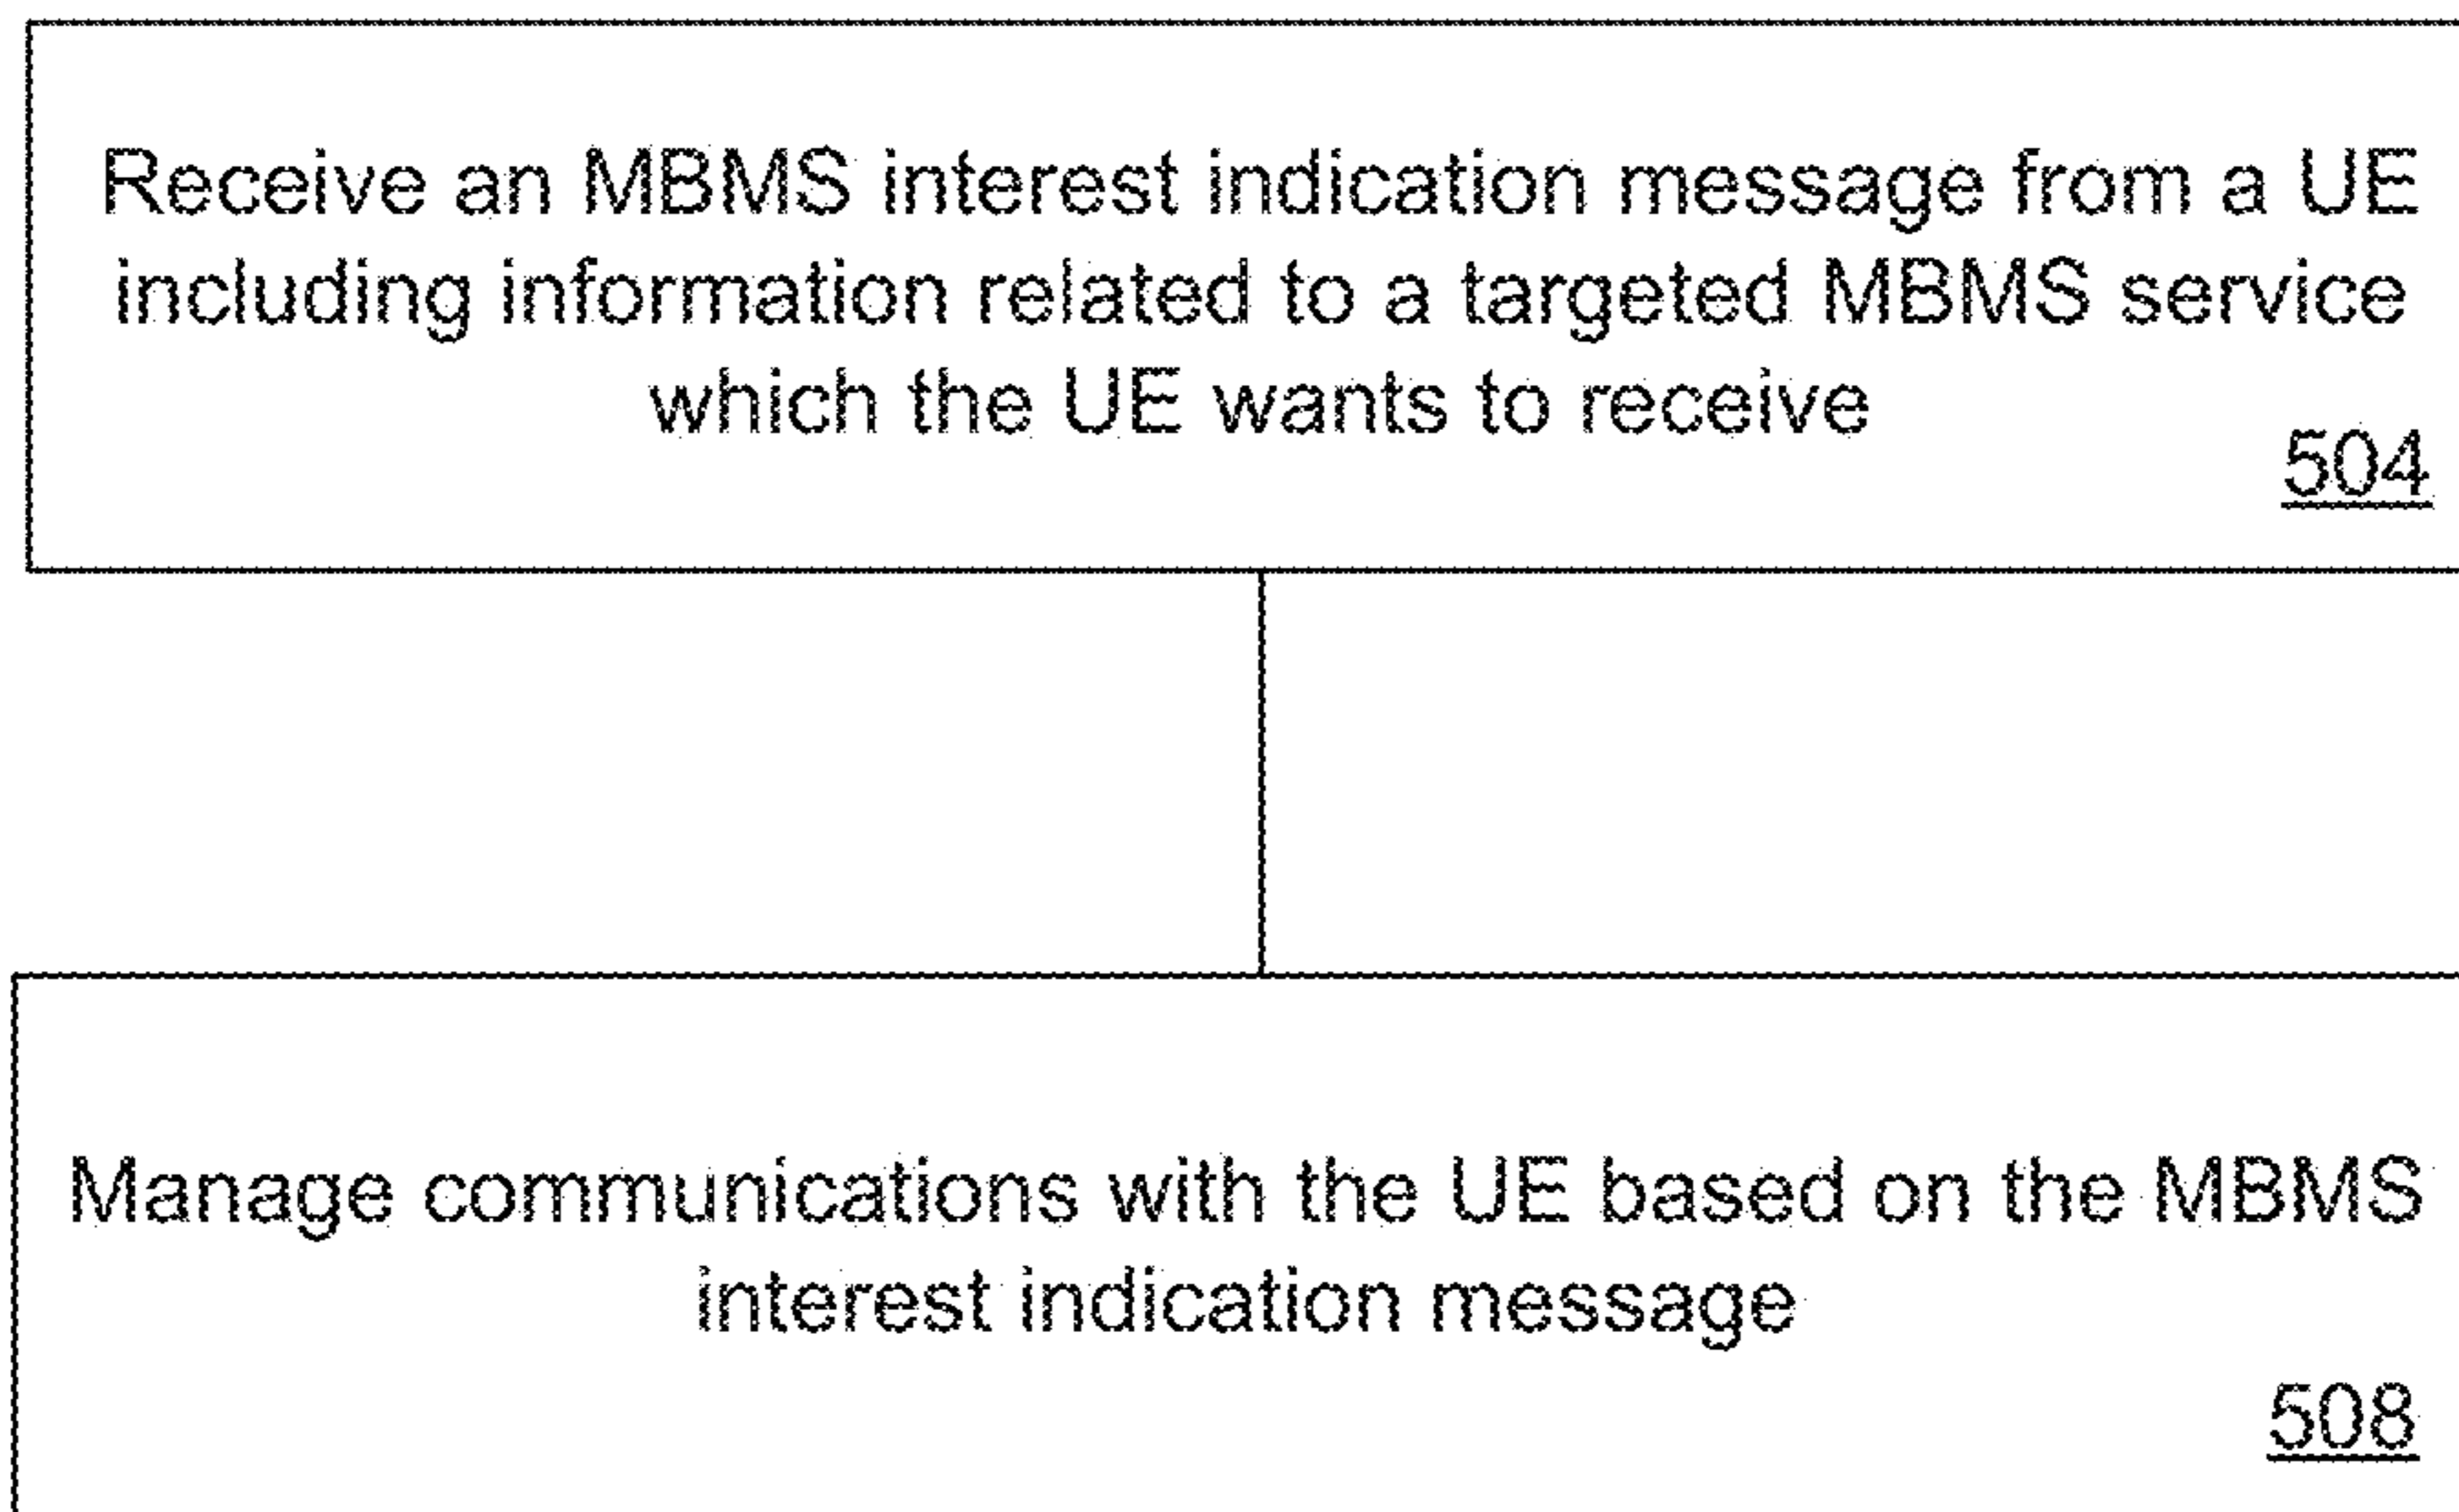 Receive an MBMS interest indication message from a UE
including information related to a targeted MBMS service
which the UE wants to receive
504
Manage communications with the UE based on the MBMS
interest indication message
508